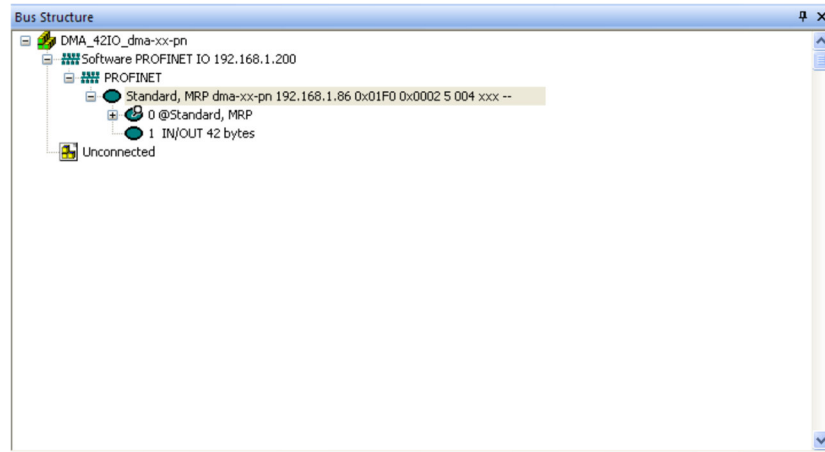 Bus Structure
DMA_42IO_dma-xx-pn
Software PROFINET IO 192.168.1.200
PROFINET
Standard, MRP dma-xx-pn 192.168.1.86 0x01F0 0x0002 5 004 xxx --
0 @Standard, MRP
1 IN/OUT 42 bytes
Unconnected